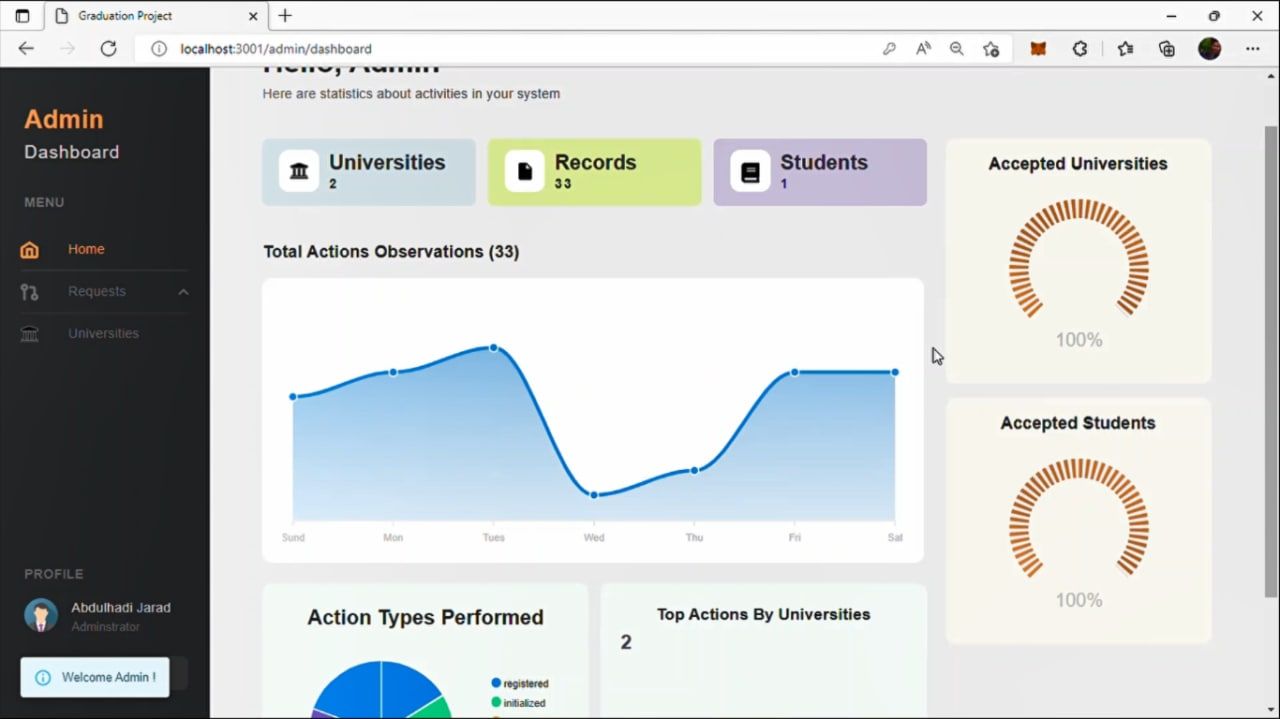 Graduation Project
localhost:3001/admin/dashboard
Admin
Dashboard
MENU
Home
Requests
Universities
PROFILE
Abdulhadi Jarad
Adminstrator
Welcome Admin !
Hello, Admin
Here are statistics about activities in your system
Universities
2
Records
33
Students
1
Total Actions Observations (33)
Sund Mon Tues Wed Thu Fri Sat
Accepted Universities
100%
Accepted Students
100%
Action Types Performed
registered
initialized
Top Actions By Universities
2